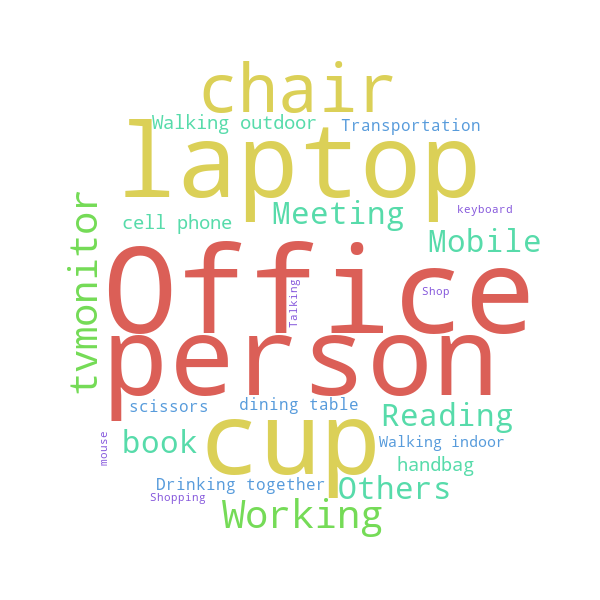 chair
Walking outdoor
Transportation
laptop
keyboard
Meeting
cell phone
Mobile
tvmonitor
Office
Talking
Shop
person
scissors
dining table
Reading
book
cup
Walking indoor
mouse
handbag
Drinking together
Others
Shopping
Working